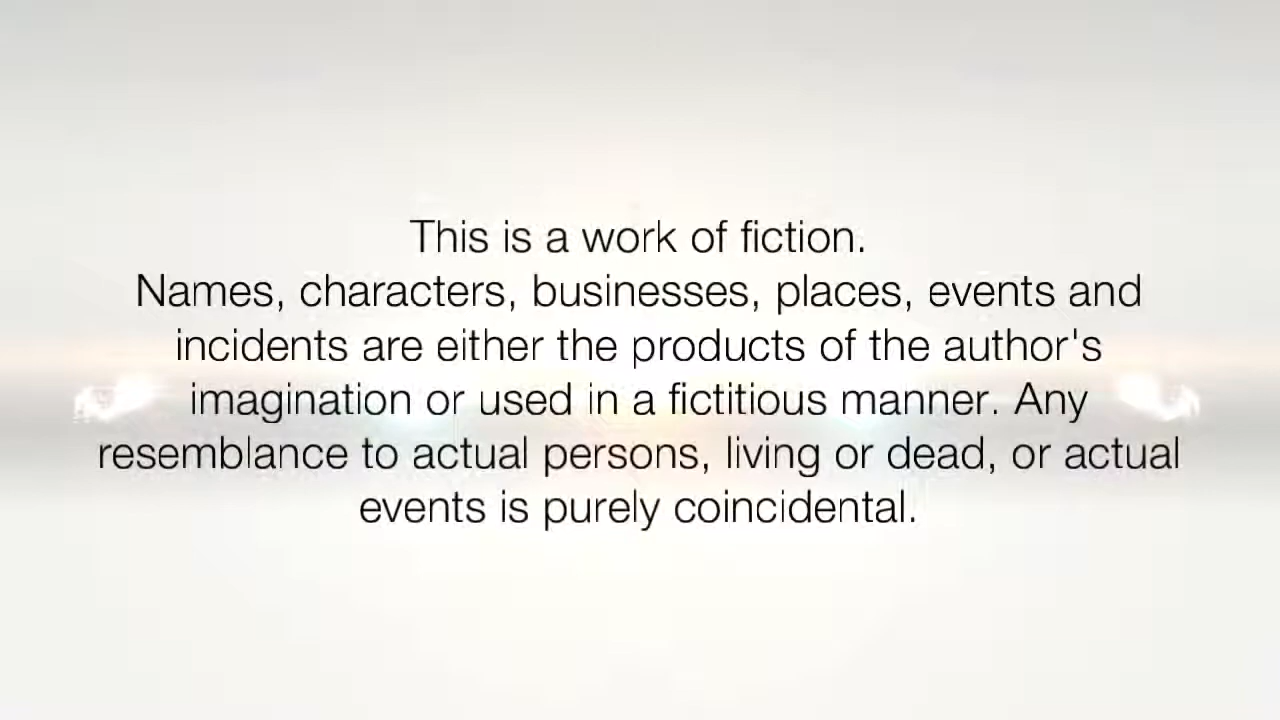 This is a work of fiction.
Names, characters, businesses, places, events and
incidents are either the products of the author's
imagination or used in a fictitious manner. Any
resemblance to actual persons, living or dead, or actual
events is purely coincidental.